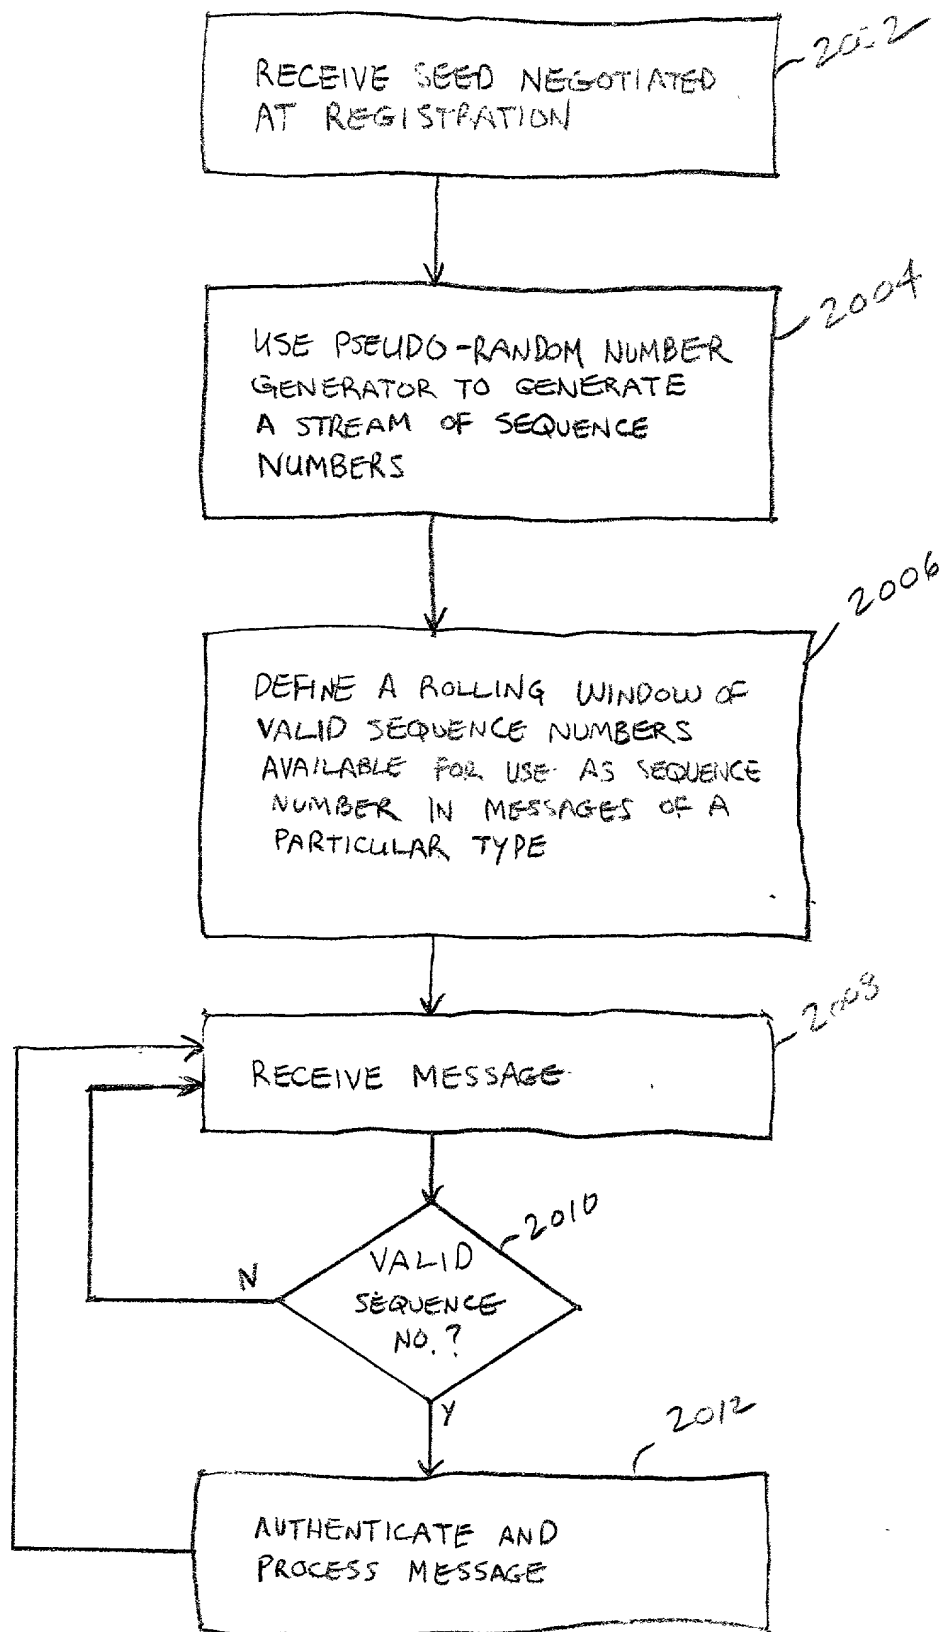 RECEIVE SEED NEGOTIATED
AT REGISTRATION
2004
USE PSEUDO-RANDOM NUMBER
GENERATOR TO GENERATE
A STREAM OF SEQUENCE
NUMBERS
2006
DEFINE A ROLLING WINDOW OF
VALID SEQUENCE NUMBERS
AVAILABLE FOR USE AS SEQUENCE
NUMBER IN MESSAGES OF A
PARTICULAR TYPE
2008
RECEIVE MESSAGE
2010
VALID
SEQUENCE
NO.?
N
Y
2012
AUTHENTICATE AND
PROCESS MESSAGE